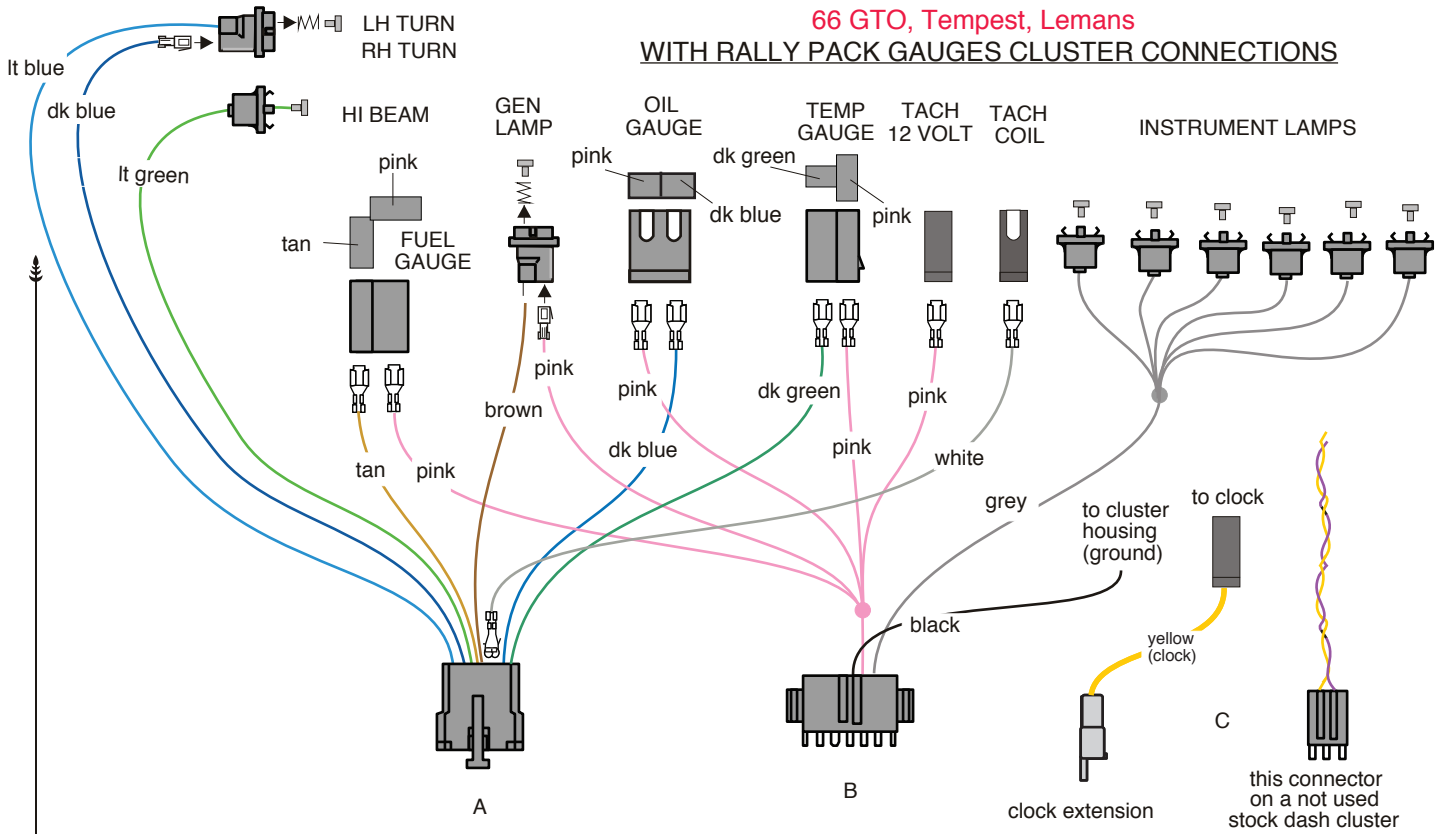 66 GTO, Tempest, Lemans
WITH RALLY PACK GAUGES CLUSTER CONNECTIONS
LH TURN
RH TURN
lt blue
dk blue
HI BEAM
lt green
pink
tan
FUEL
GAUGE
GEN
LAMP
OIL
GAUGE
pink
dk blue
TEMP
GAUGE
dk green
pink
TACH
12 VOLT
TACH
COIL
INSTRUMENT LAMPS
tan
pink
brown
pink
pink
dk blue
dk green
pink
pink
white
grey
black
to cluster
housing
(ground)
to clock
yellow
(clock)
A
B
C
clock extension
this connector
on a not used
stock dash cluster